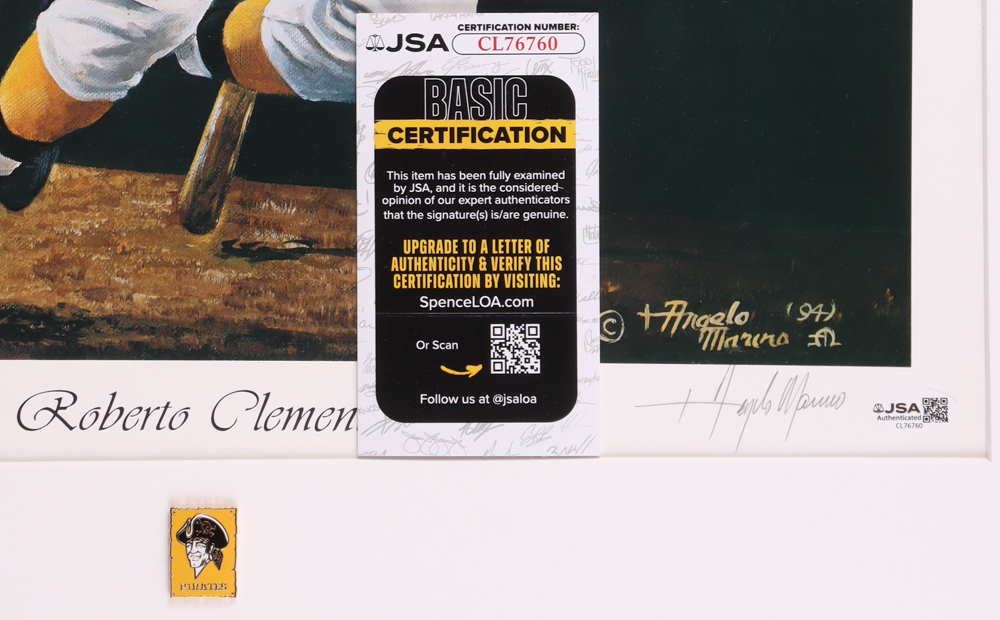 JSA
CERTIFICATION NUMBER:
CL76760
BASIC
CERTIFICATION
This item has been fully examined
by JSA, and it is the considered
opinion of our expert authenticators
that the signature(s) is/are genuine.
UPGRADE TO A LETTER OF
AUTHENTICITY & VERIFY THIS
CERTIFICATION BY VISITING:
SpenceLOA.com
Or Scan
Follow us at @jsaloa
© Angelo (94)
Marino
Roberto Clemen
Angelo Marino
JSA
Authenticated
CL76760
PIRATES